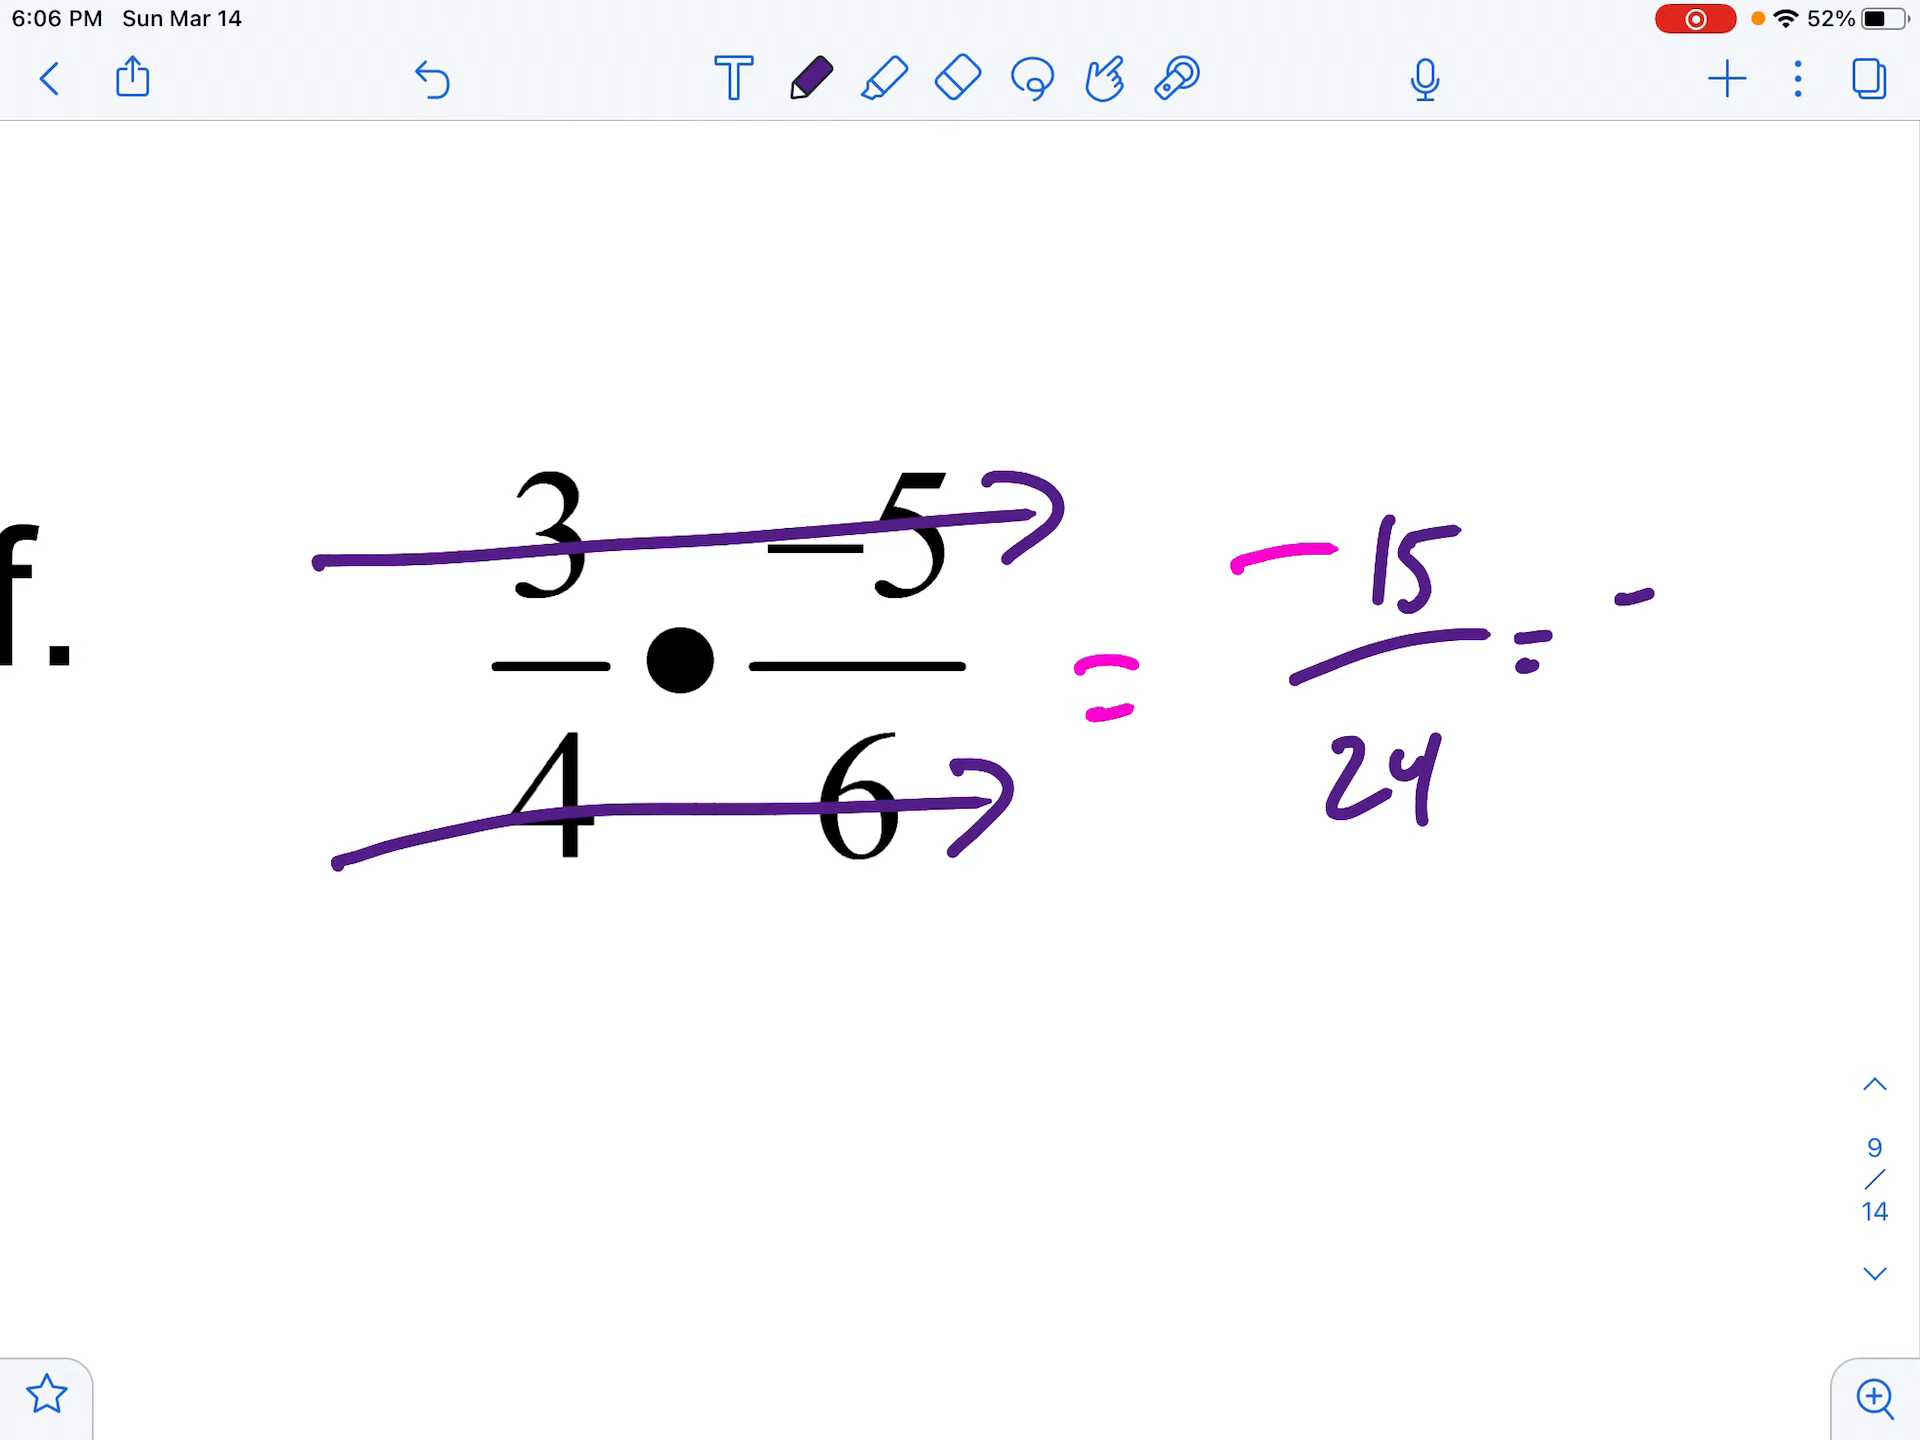 6:06 PM Sun Mar 14
52%
T
f.
3/4 • −5/6 = −15/24 = -
9
/
14